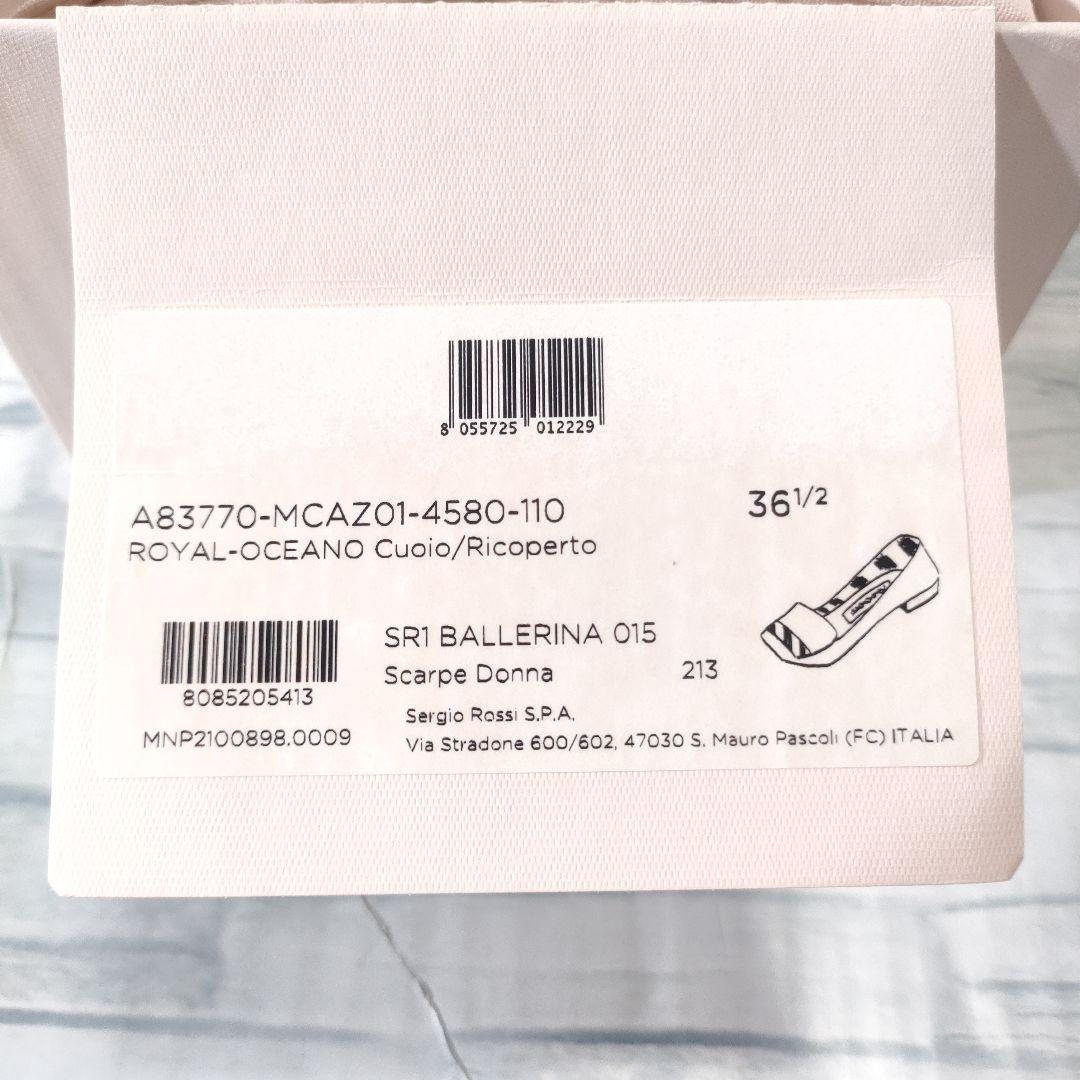 8 055725 012229
A83770-MCAZ01-4580-110
36 1/2
ROYAL-OCEANO Cuoio/Ricoperto
8085205413
MNP2100898.0009
SR1 BALLERINA 015
Scarpe Donna
213
Sergio Rossi S.P.A.
Via Stradone 600/602, 47030 S. Mauro Pascoli (FC) ITALIA